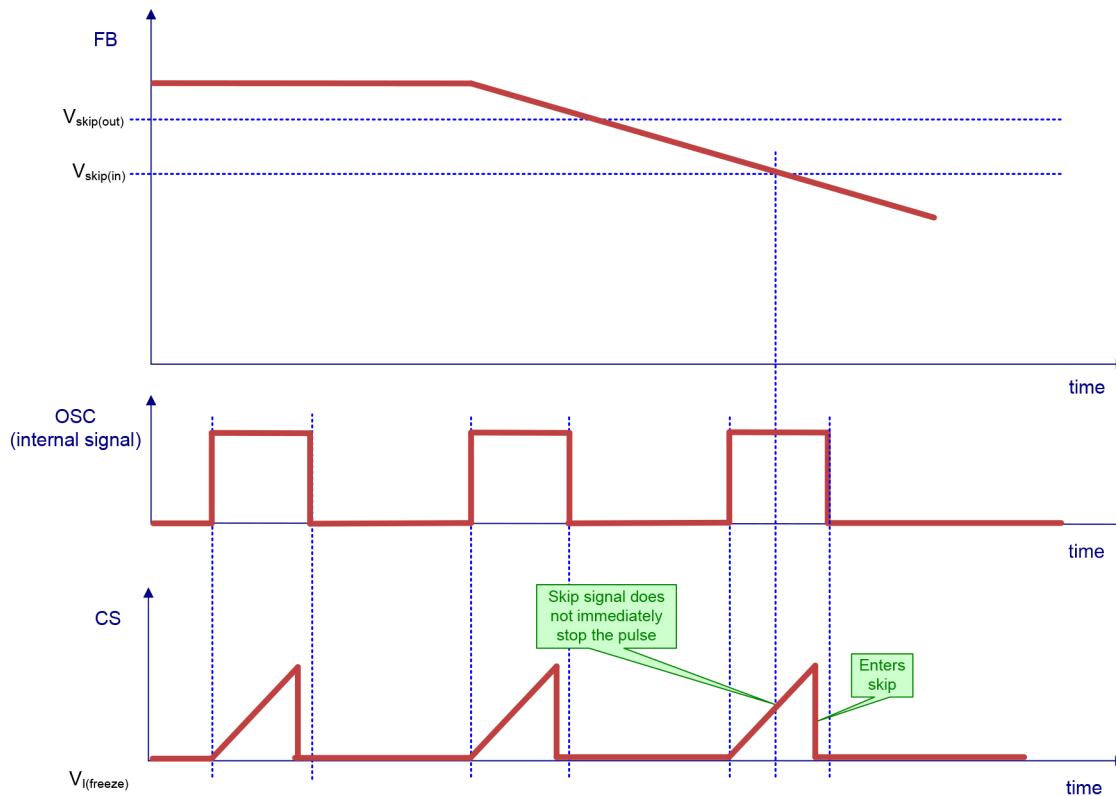 FB
Vskip(out)
Vskip(in)
time
OSC
(internal signal)
time
CS
Skip signal does
not immediately
stop the pulse
Enters
skip
VI(freeze)
time